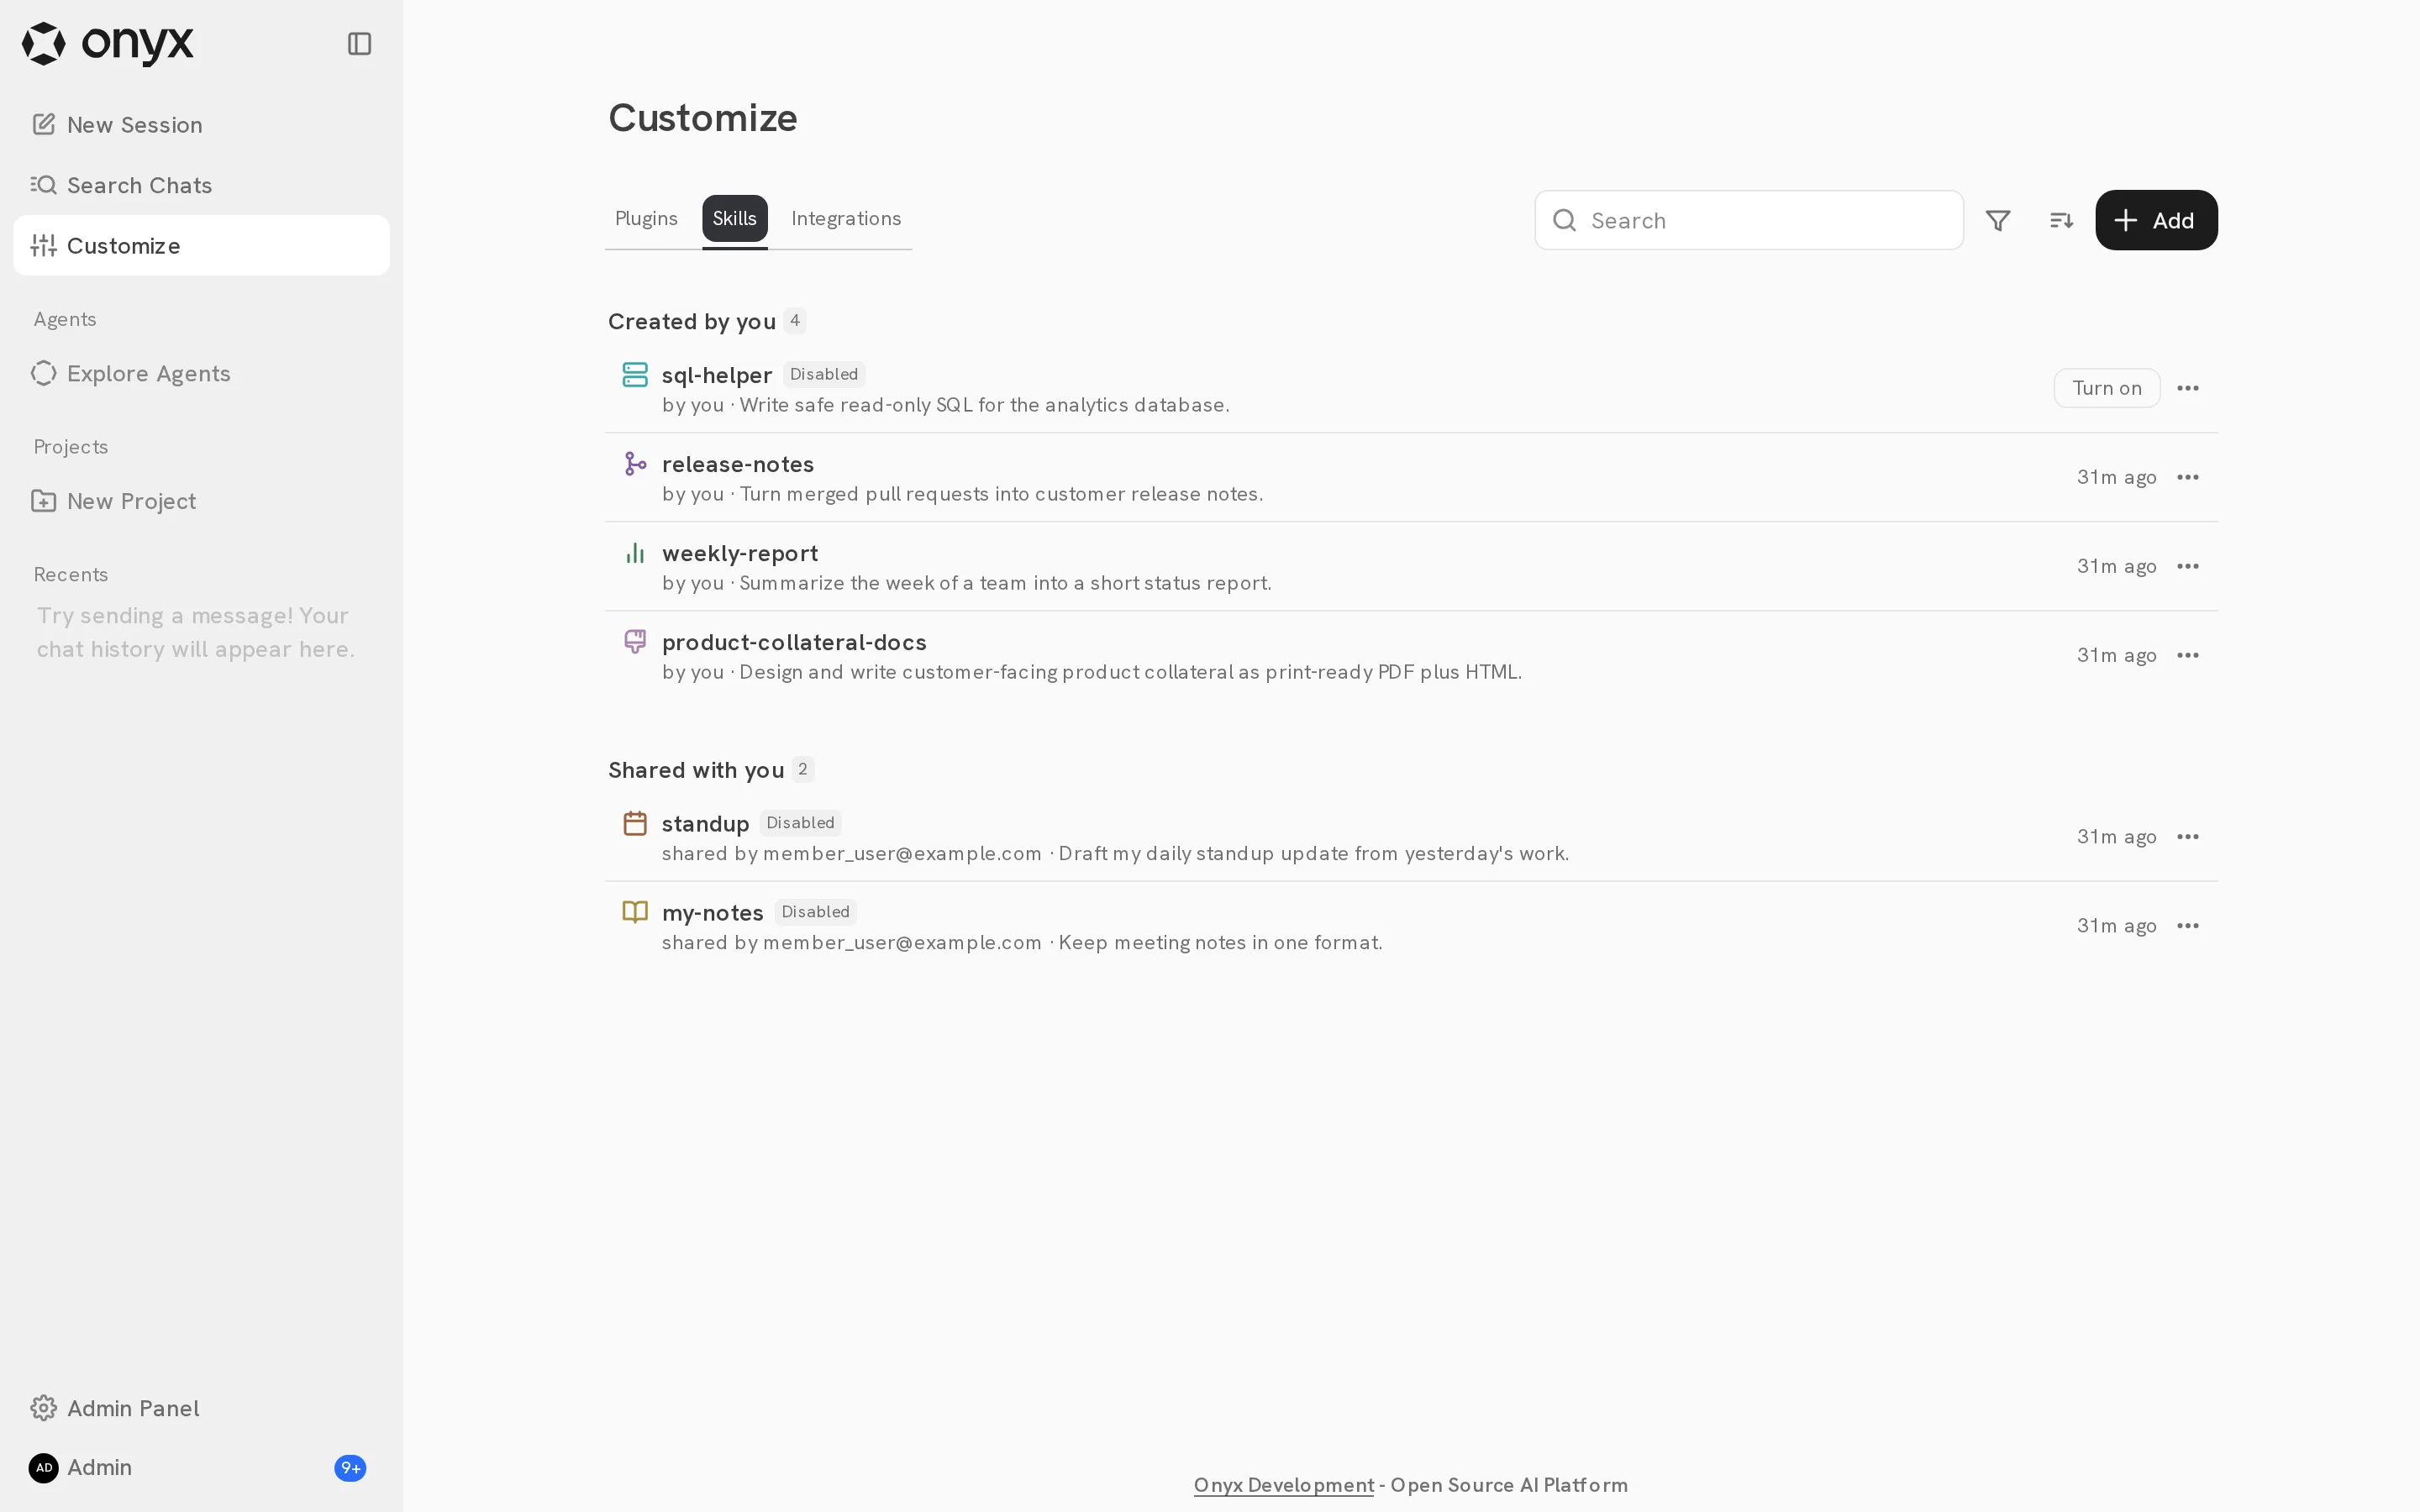 onyx
New Session
Search Chats
Customize
Agents
Explore Agents
Projects
New Project
Recents
Try sending a message! Your
chat history will appear here.
Admin Panel
AD Admin 9+
Customize
Plugins Skills Integrations
Search
Add
Created by you 4
sql-helper Disabled
by you · Write safe read-only SQL for the analytics database.
Turn on
release-notes
by you · Turn merged pull requests into customer release notes.
31m ago
weekly-report
by you · Summarize the week of a team into a short status report.
31m ago
product-collateral-docs
by you · Design and write customer-facing product collateral as print-ready PDF plus HTML.
31m ago
Shared with you 2
standup Disabled
shared by member_user@example.com · Draft my daily standup update from yesterday's work.
31m ago
my-notes Disabled
shared by member_user@example.com · Keep meeting notes in one format.
31m ago
Onyx Development - Open Source AI Platform